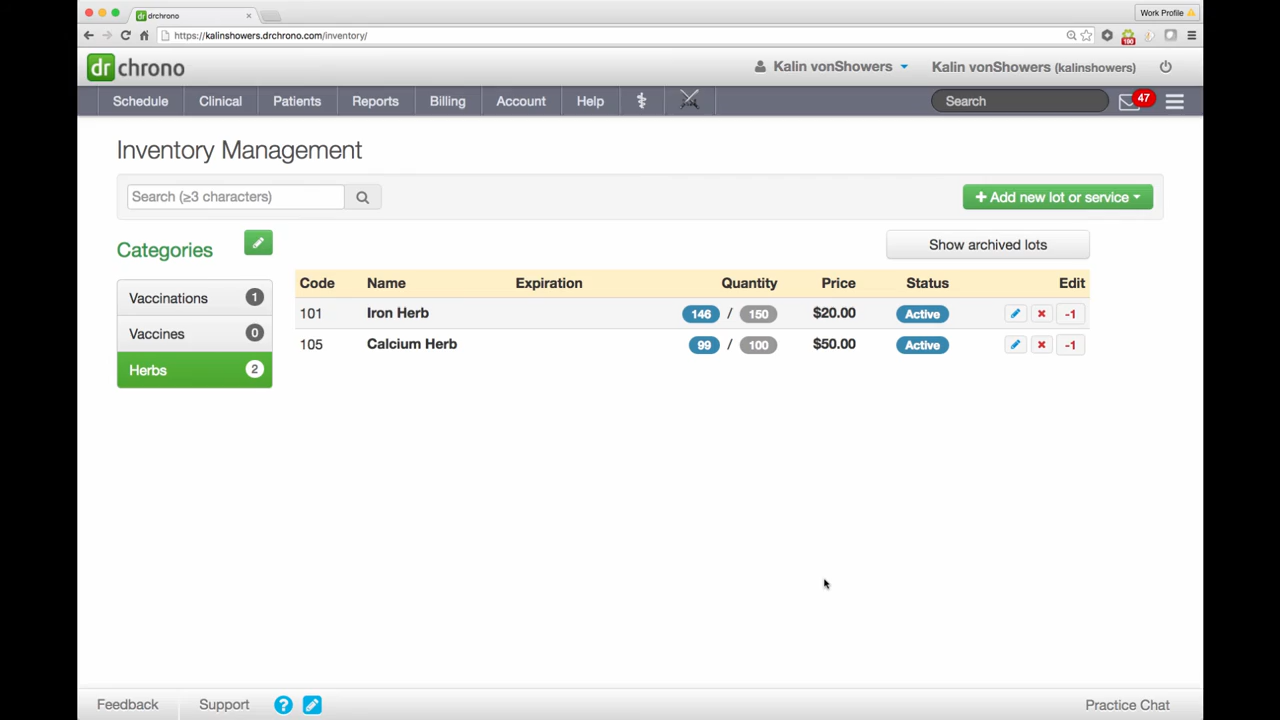 drchrono
Work Profile
https://kalinshowers.drchrono.com/inventory/
190
dr chrono
Kalin vonShowers
Kalin vonShowers (kalinshowers)
Schedule Clinical Patients Reports Billing Account Help
Search
47
Inventory Management
Search (≥3 characters)
+ Add new lot or service
Categories
Show archived lots
Vaccinations 1
Vaccines 0
Herbs 2
Code Name Expiration Quantity Price Status Edit
101 Iron Herb 146 / 150 $20.00 Active -1
105 Calcium Herb 99 / 100 $50.00 Active -1
Feedback Support ? Practice Chat